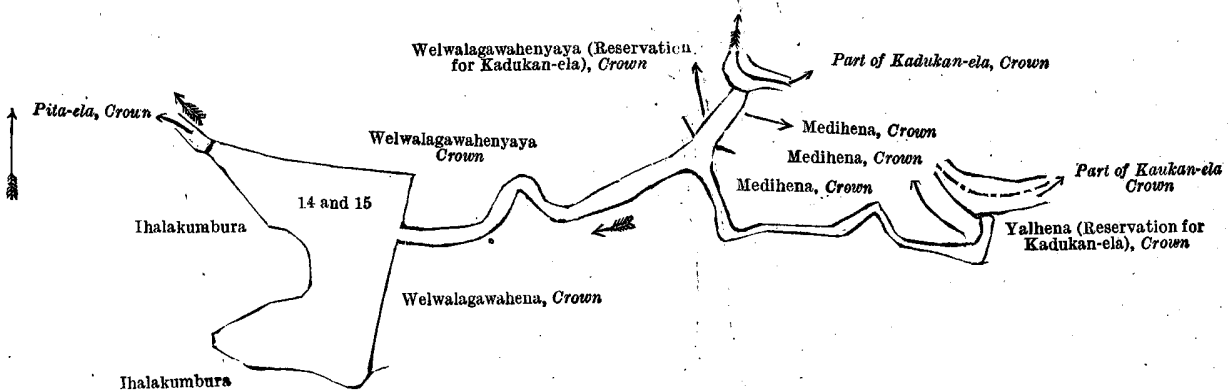 Welwalagawahenyaya (Reservation
for Kadukan-ela), Crown
Part of Kadukan-ela, Crown
Pita-ela, Croun
Welwalagawahenyaya
Crown
Medihena, Crown
Medihena, Crown
Medihena, Crown
Part of Kaukan-ela
Crown
14 and 15
Ihalakumbura
Yalhena (Reservation for
Kadukan-ela), Crown
Welwalagawahena, Crown
Ihalakumbura